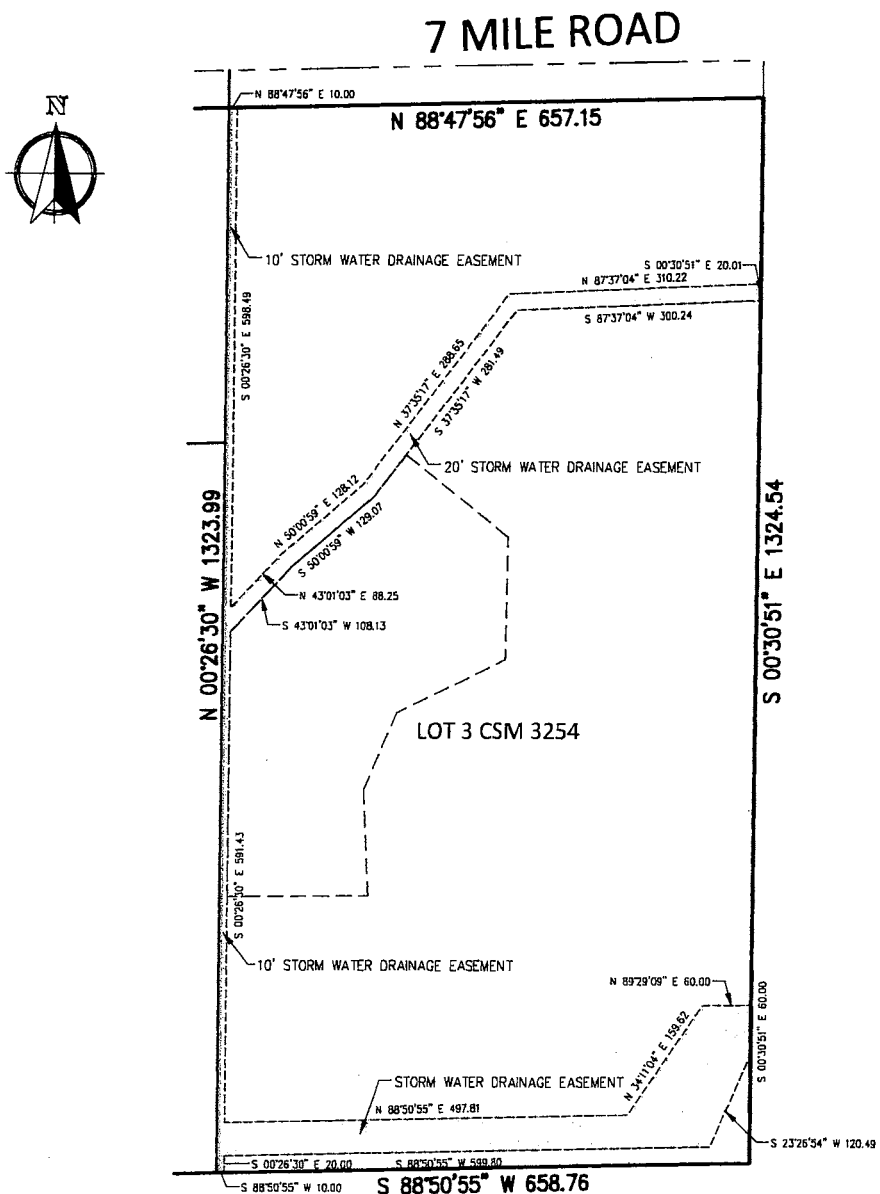 7 MILE ROAD
N
N 88°47'56" E 10.00
N 88°47'56" E 657.15
10' STORM WATER DRAINAGE EASEMENT
S 00°30'51" E 20.01
N 87°37'04" E 310.22
S 87°37'04" W 300.24
S 00°26'30" E 598.49
N 37°35'17" E 288.65
S 37°35'17" W 281.49
20' STORM WATER DRAINAGE EASEMENT
N 50°00'59" E 128.12
S 50°00'59" W 129.07
N 00°26'30" W 1323.99
S 00°30'51" E 1324.54
N 43°01'03" E 88.25
S 43°01'03" W 108.13
LOT 3 CSM 3254
S 00°26'30" E 591.43
10' STORM WATER DRAINAGE EASEMENT
N 89°29'09" E 60.00
S 00°30'51" E 60.00
N 34°11'04" E 159.62
STORM WATER DRAINAGE EASEMENT
N 88°50'55" E 497.81
S 23°26'54" W 120.49
S 00°26'30" E 20.00
S 88°50'55" W 599.80
S 88°50'55" W 10.00
S 88°50'55" W 658.76